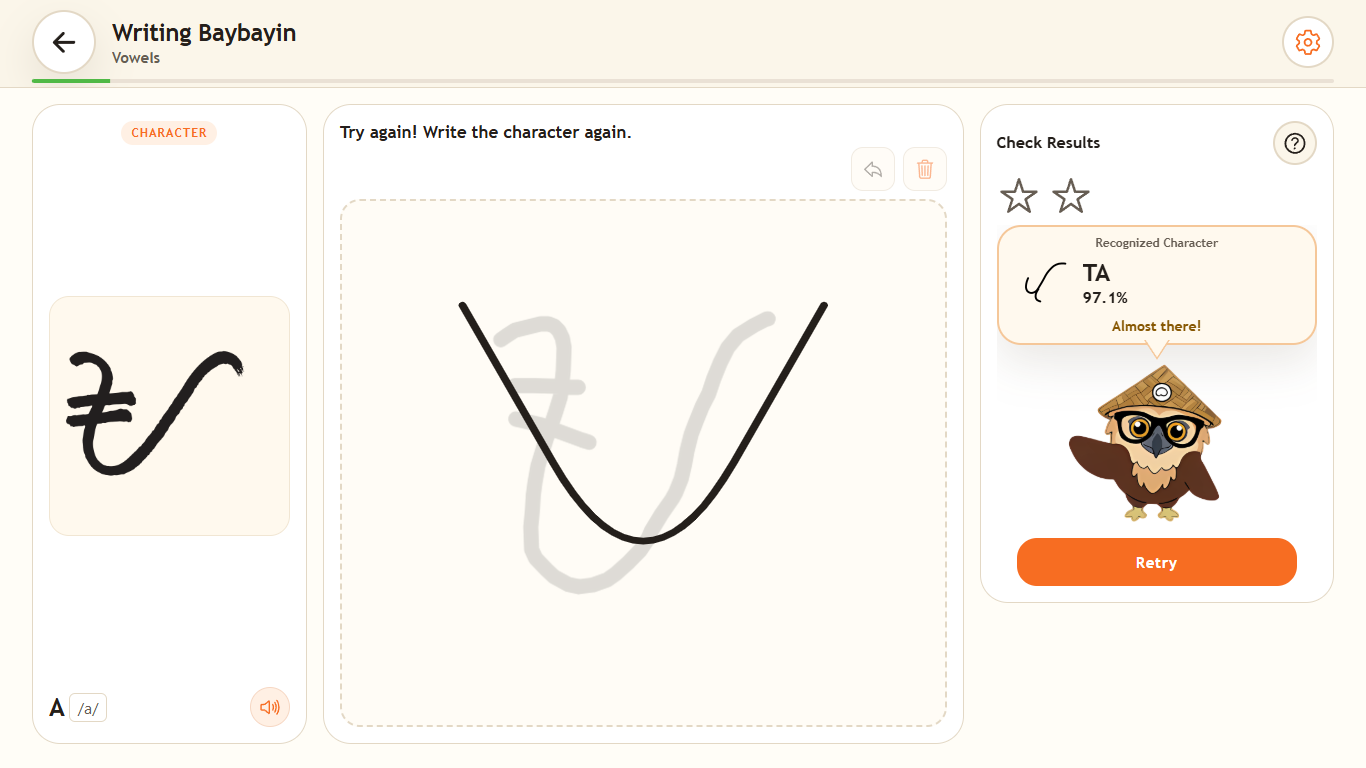 Writing Baybayin
Vowels
CHARACTER
ᜀ
A /a/
Try again! Write the character again.
Check Results
Recognized Character
ᜆ TA
97.1%
Almost there!
Retry